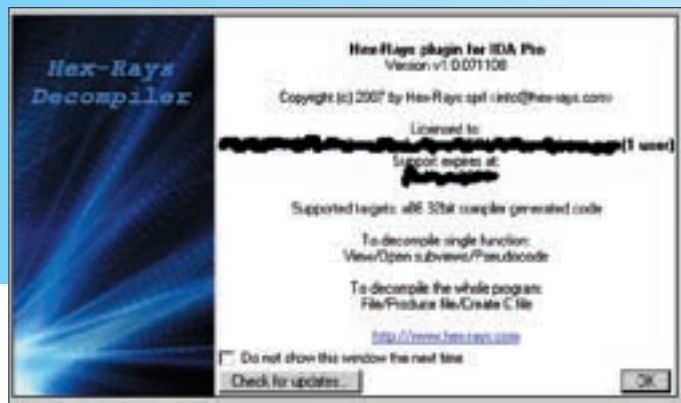 Hex-Rays
Decompiler
Hex-Rays plugin for IDA Pro
Version v1.0.071108
Copyright (c) 2007 by Hex-Rays sprl <info@hex-rays.com>
Licensed to:
(1 user)
Support expires at:
Supported targets: x86 32bit compiler generated code
To decompile single function:
View/Open subviews/Pseudocode
To decompile the whole program:
File/Produce file/Create C file
http://www.hex-rays.com
Do not show this window the next time
Check for updates...
OK